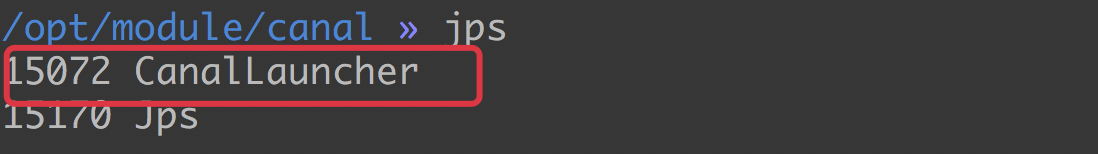 /opt/module/canal » jps
15072 CanalLauncher
15170 Jps